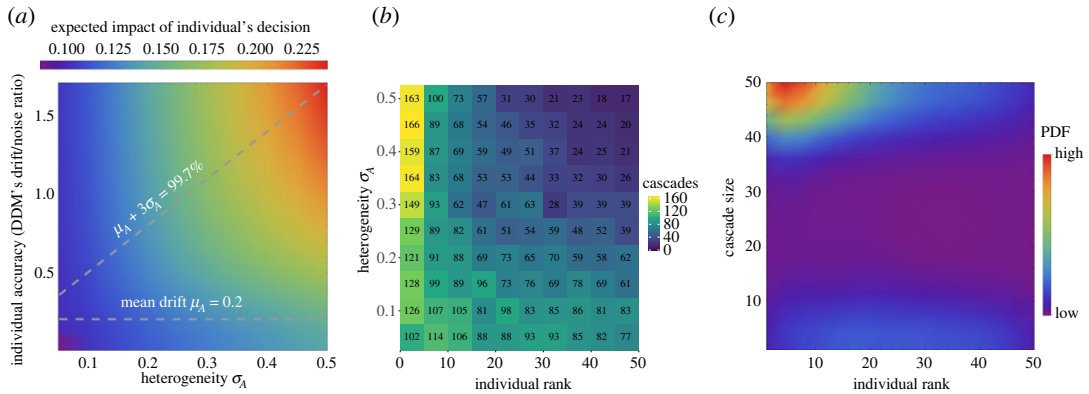 (a)
expected impact of individual's decision
0.100 0.125 0.150 0.175 0.200 0.225
individual accuracy (DDM's drift/noise ratio)
1.5
1.0
0.5
μA + 3σA = 99.7%
mean drift μA = 0.2
0.1 0.2 0.3 0.4 0.5
heterogeneity σA
(b)
heterogeneity σA
0.5
0.4
0.3
0.2
0.1
163 100 73 57 31 30 21 23 18 17
166 89 68 54 46 35 32 24 24 20
159 87 69 59 49 51 37 24 25 21
164 83 68 53 53 44 33 32 30 26
149 93 62 47 61 63 28 39 39 39
129 89 82 61 51 54 59 48 52 39
121 91 88 69 73 65 70 59 58 62
128 99 89 96 73 76 69 78 69 61
126 107 105 81 98 83 85 86 81 83
102 114 106 88 88 93 93 85 82 77
0 10 20 30 40 50
individual rank
cascades
160
120
80
40
0
(c)
cascade size
50
40
30
20
10
10 20 30 40 50
individual rank
PDF
high
low